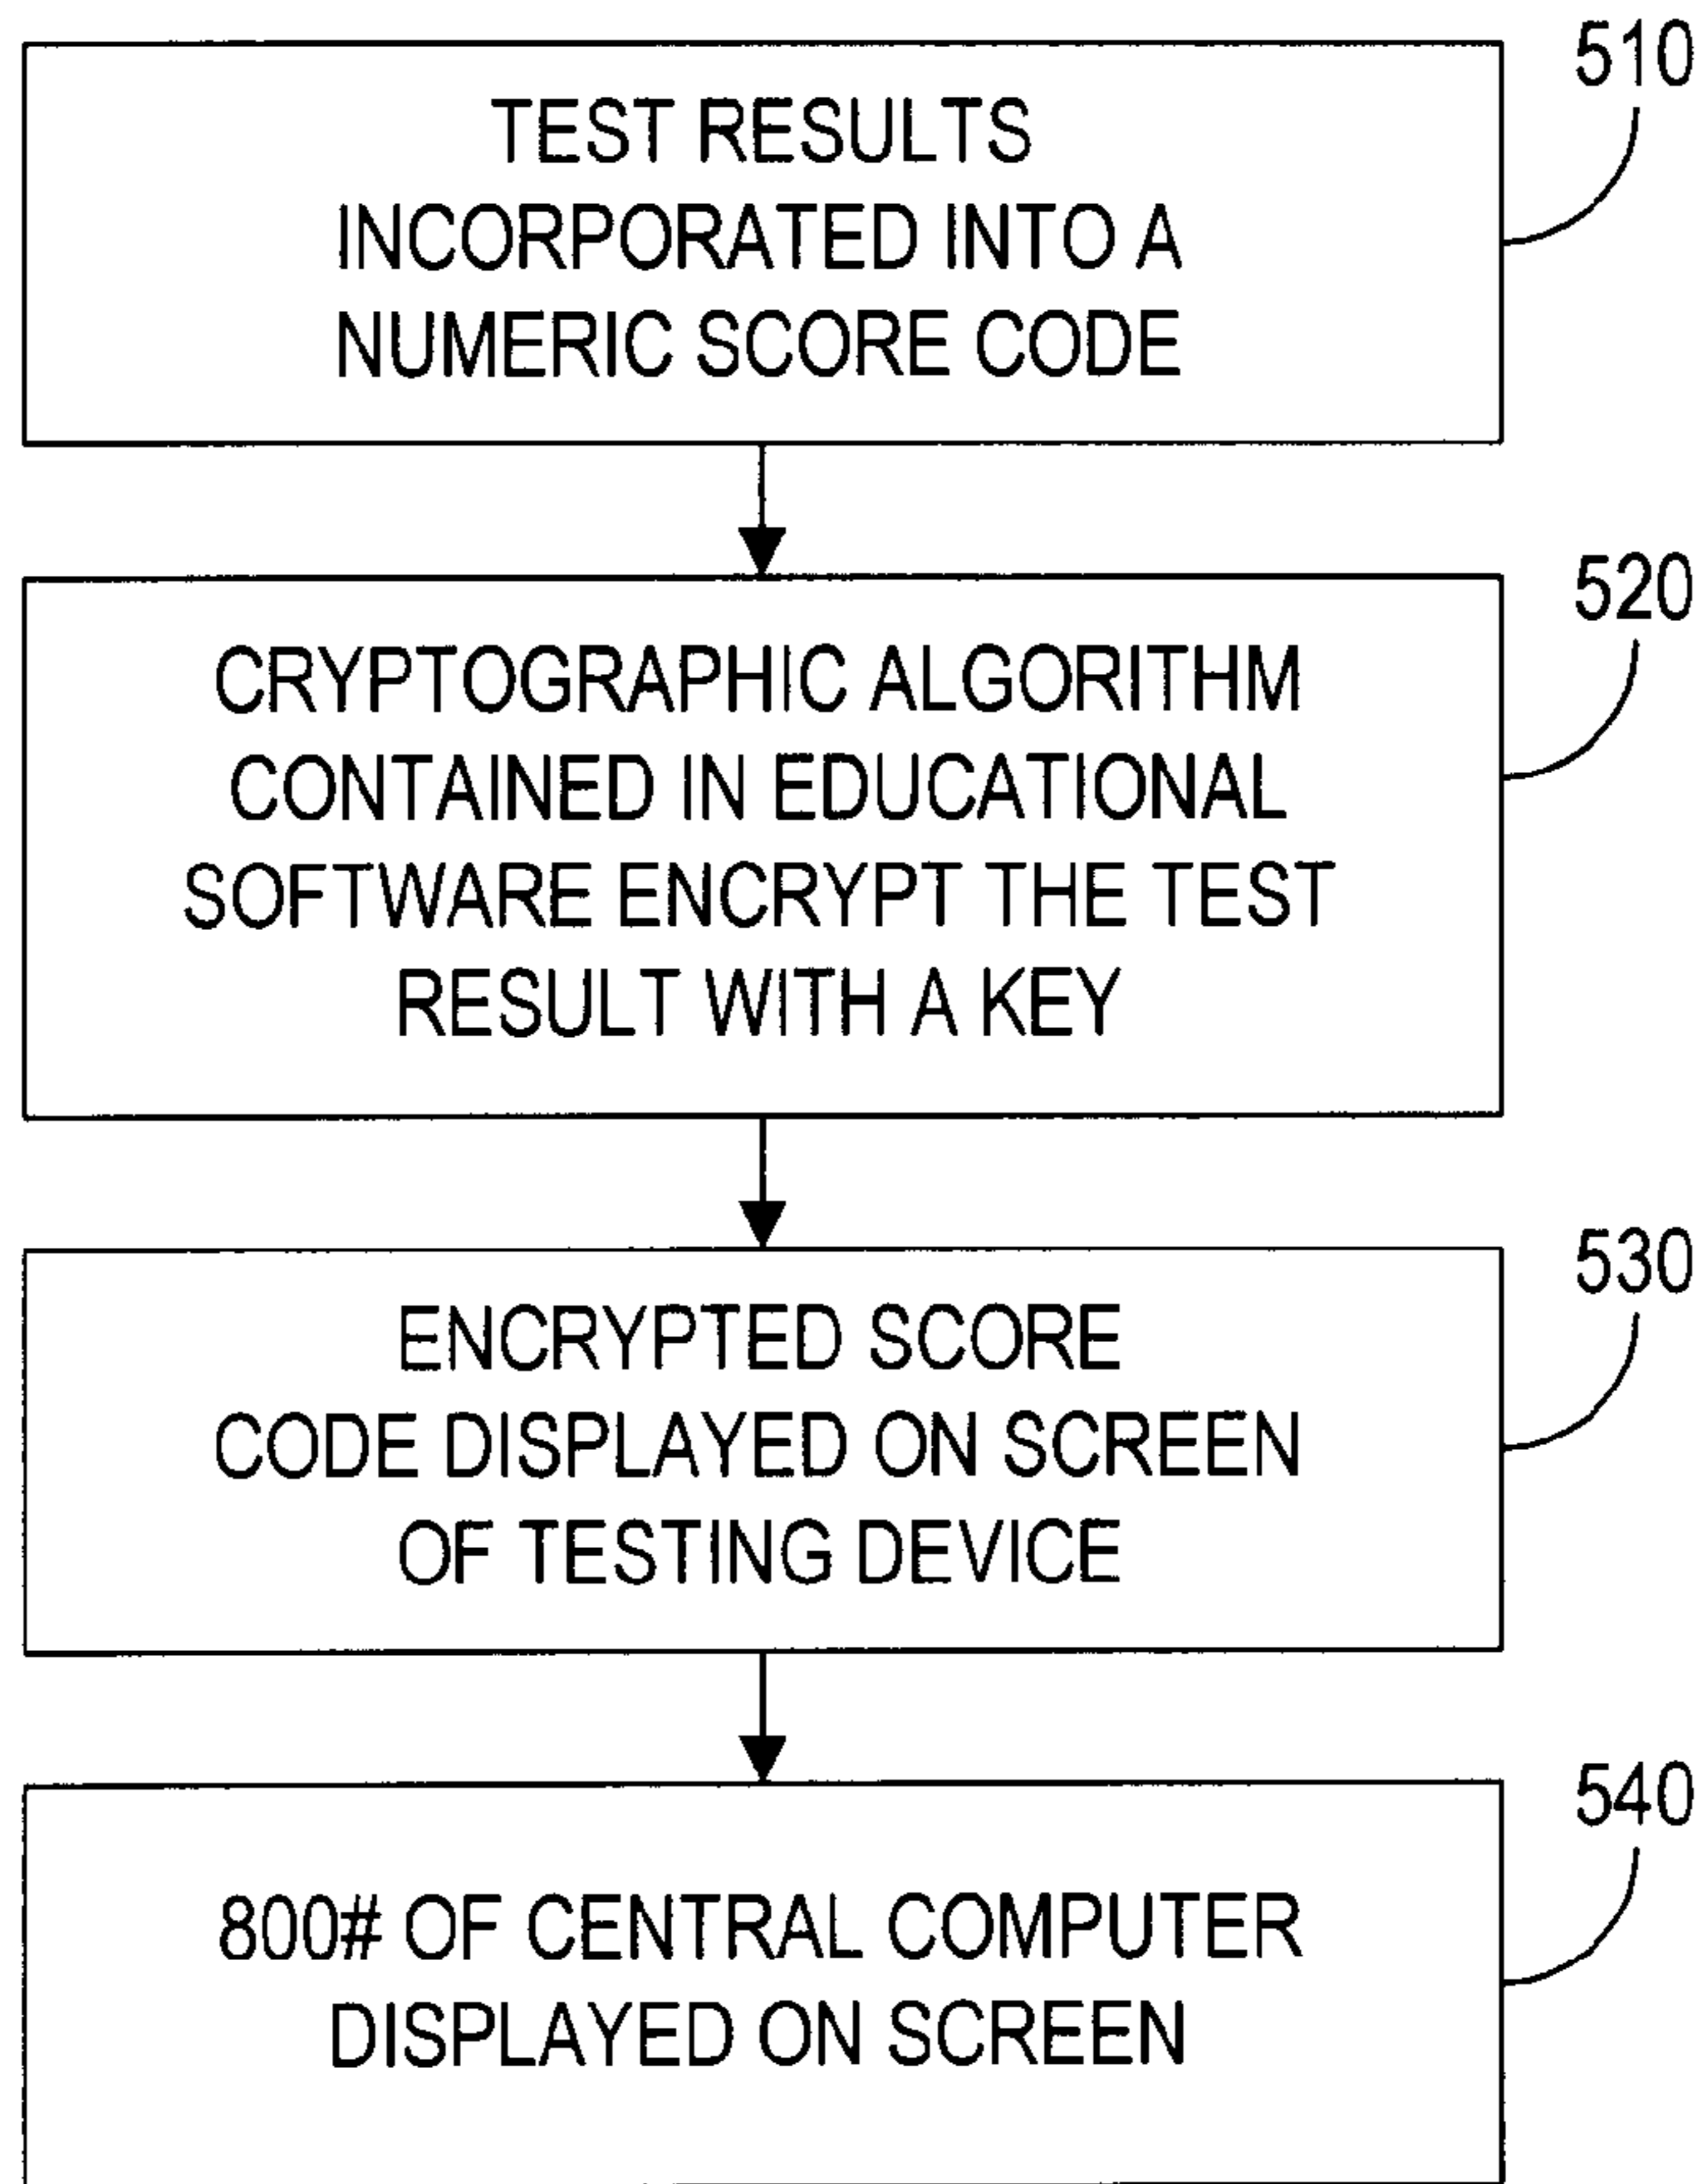 510
TEST RESULTS
INCORPORATED INTO A
NUMERIC SCORE CODE
520
CRYPTOGRAPHIC ALGORITHM
CONTAINED IN EDUCATIONAL
SOFTWARE ENCRYPT THE TEST
RESULT WITH A KEY
530
ENCRYPTED SCORE
CODE DISPLAYED ON SCREEN
OF TESTING DEVICE
540
800# OF CENTRAL COMPUTER
DISPLAYED ON SCREEN